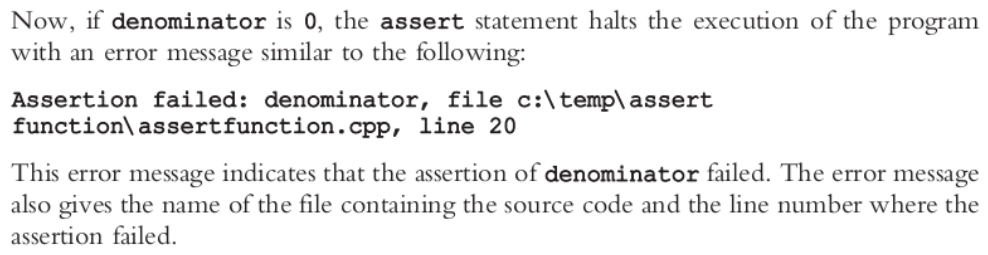 Now, if denominator is 0, the assert statement halts the execution of the program
with an error message similar to the following:
Assertion failed: denominator, file c:\temp\assert
function\assertfunction.cpp, line 20
This error message indicates that the assertion of denominator failed. The error message
also gives the name of the file containing the source code and the line number where the
assertion failed.